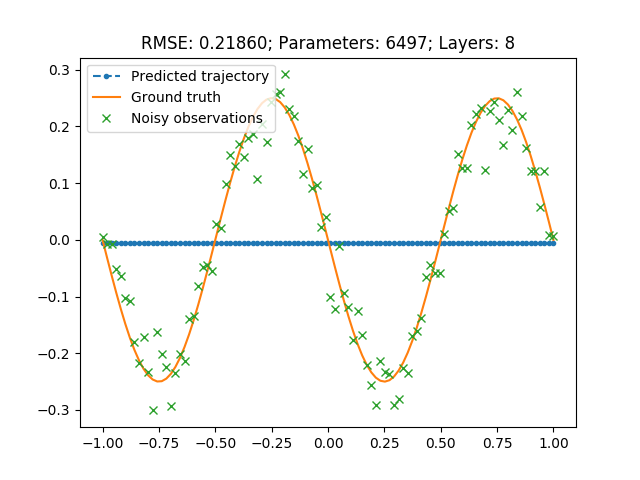 RMSE: 0.21860; Parameters: 6497; Layers: 8
Predicted trajectory
Ground truth
Noisy observations
0.3
0.2
0.1
0.0
−0.1
−0.2
−0.3
−1.00 −0.75 −0.50 −0.25 0.00 0.25 0.50 0.75 1.00